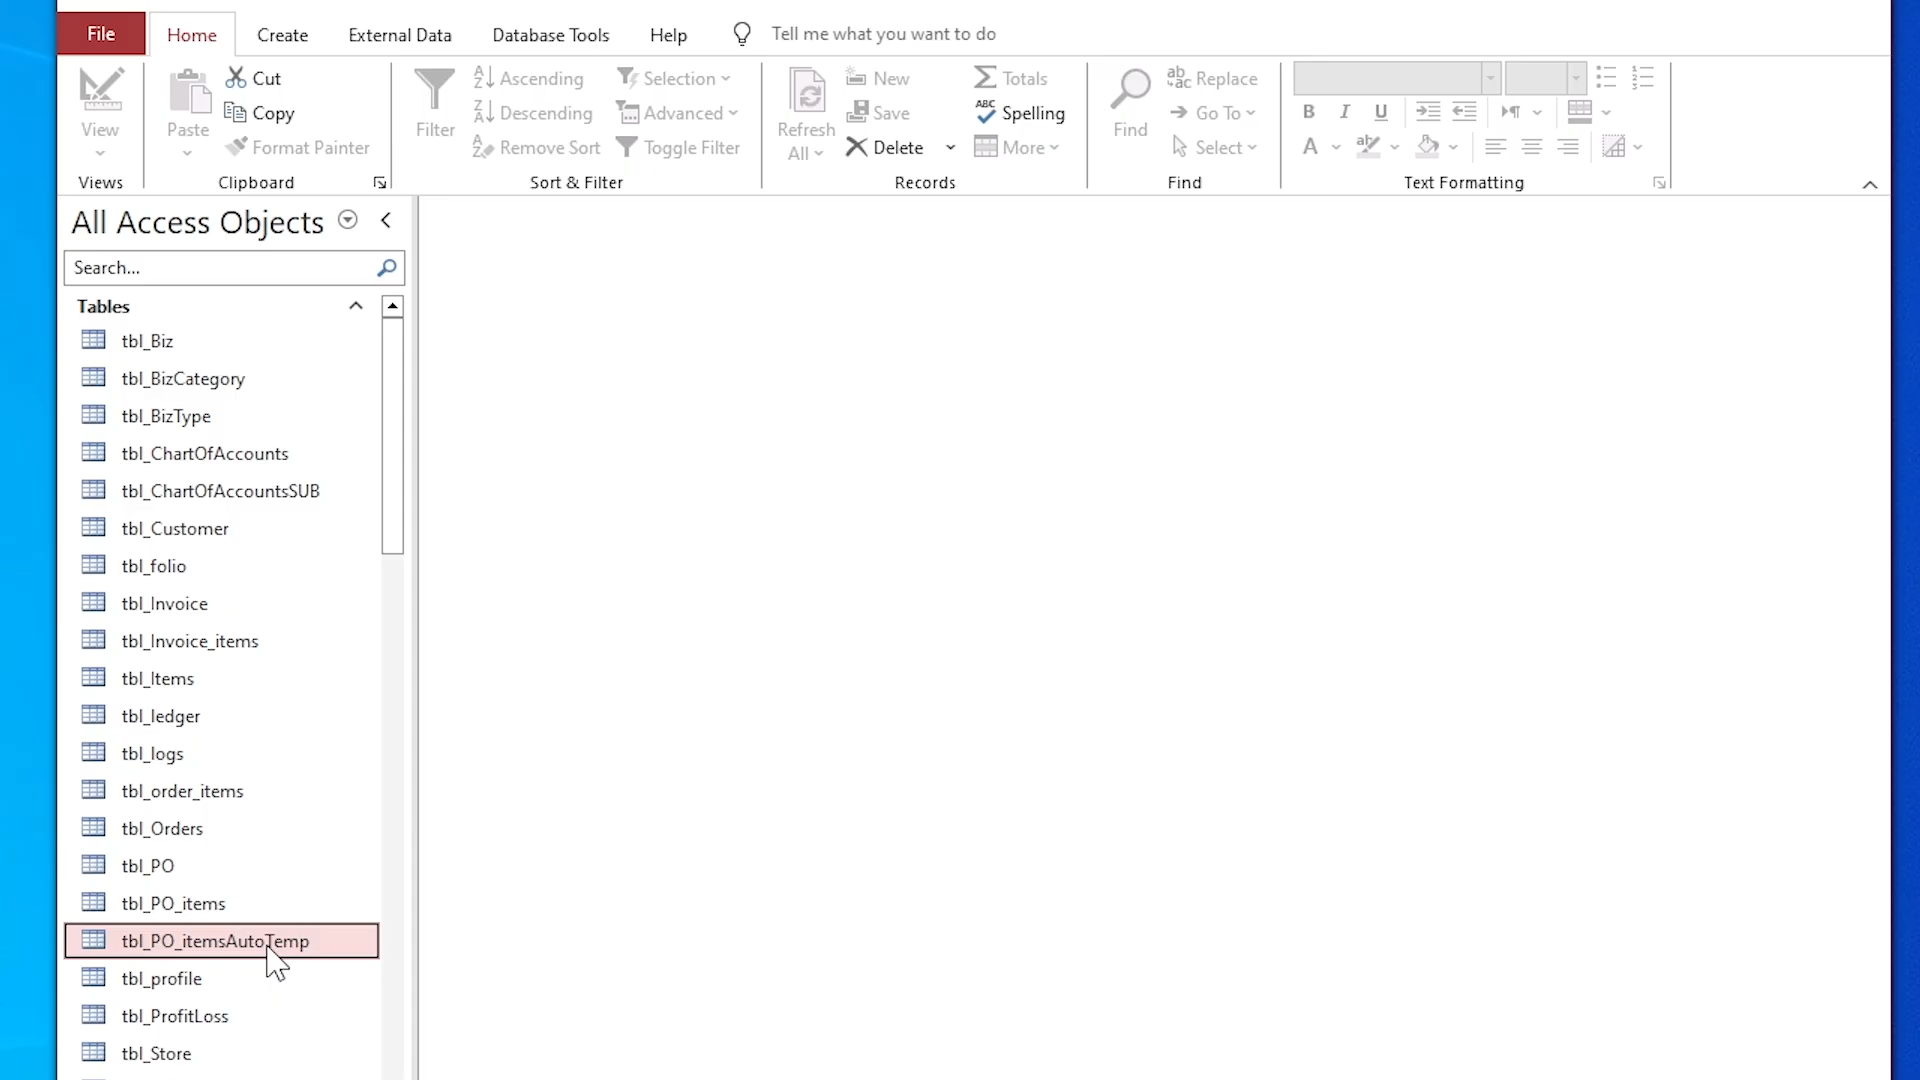 File Home Create External Data Database Tools Help Tell me what you want to do
View
Views
Paste
Cut
Copy
Format Painter
Clipboard
Filter
Ascending
Descending
Remove Sort
Selection
Advanced
Toggle Filter
Sort & Filter
Refresh
All
New
Save
Delete
Totals
Spelling
More
Records
Find
Replace
Go To
Select
Find
B I U
A
Text Formatting
All Access Objects
Search...
Tables
tbl_Biz
tbl_BizCategory
tbl_BizType
tbl_ChartOfAccounts
tbl_ChartOfAccountsSUB
tbl_Customer
tbl_folio
tbl_Invoice
tbl_Invoice_items
tbl_Items
tbl_ledger
tbl_logs
tbl_order_items
tbl_Orders
tbl_PO
tbl_PO_items
tbl_PO_itemsAutoTemp
tbl_profile
tbl_ProfitLoss
tbl_Store